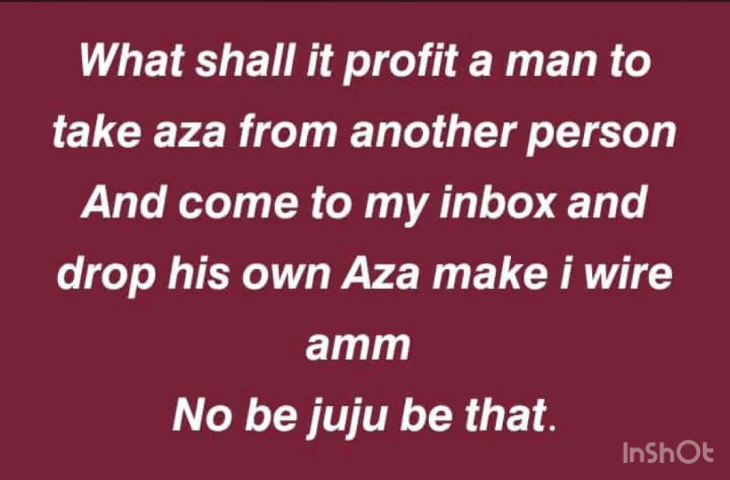 What shall it profit a man to
take aza from another person
And come to my inbox and
drop his own Aza make i wire
amm
No be juju be that.
InShOt